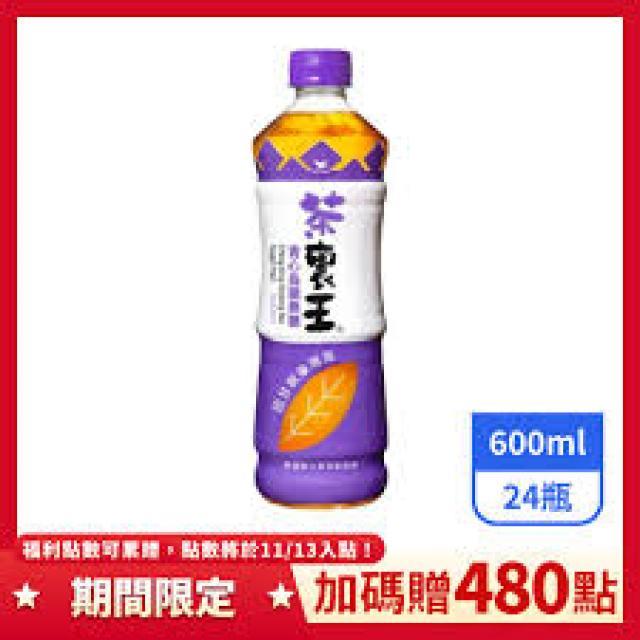 茶
裏
王
600ml
24瓶
福利點數可累贈，點數將於11/13入點！
期間限定
加碼贈480點